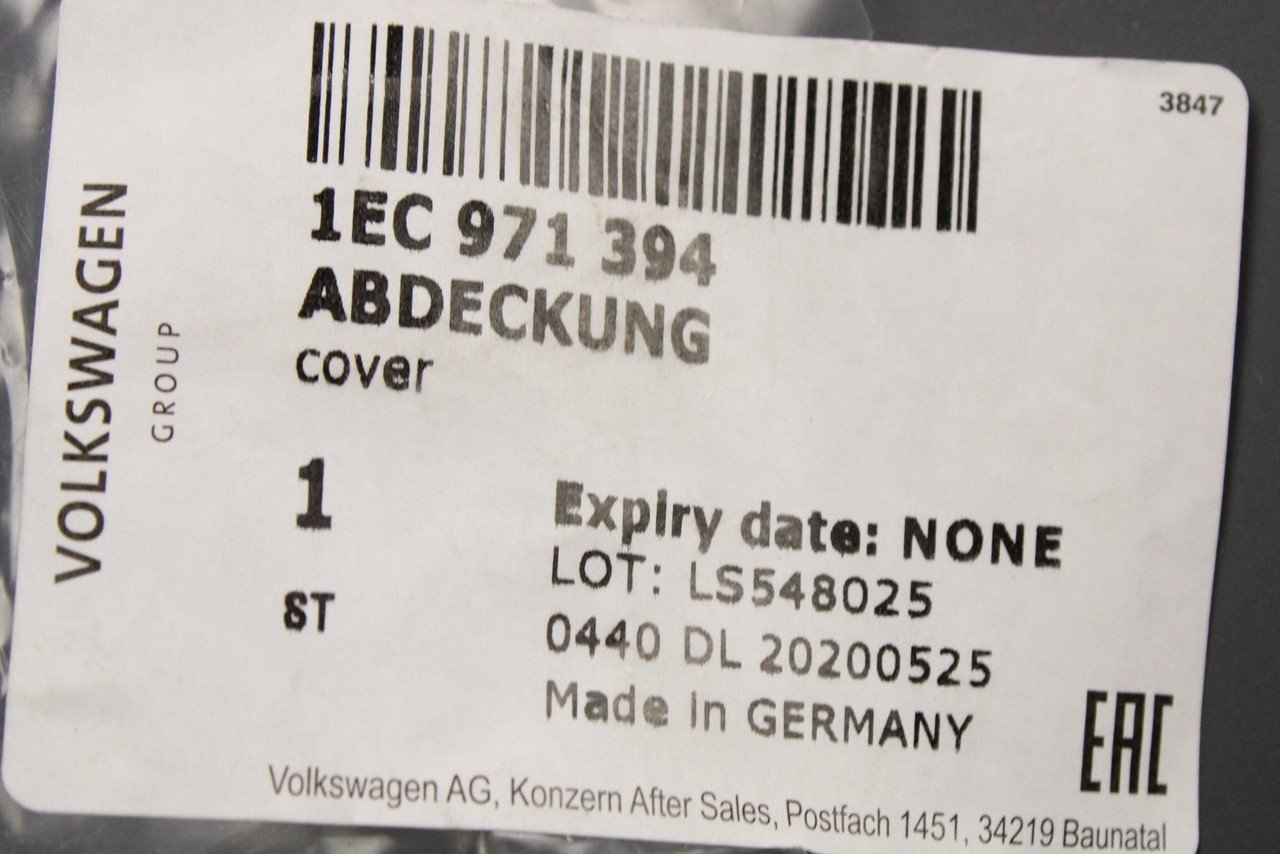 3847
VOLKSWAGEN
GROUP
1EC 971 394
ABDECKUNG
cover
1
ST
Expiry date: NONE
LOT: LS548025
0440 DL 20200525
Made in GERMANY
EAC
Volkswagen AG, Konzern After Sales, Postfach 1451, 34219 Baunatal